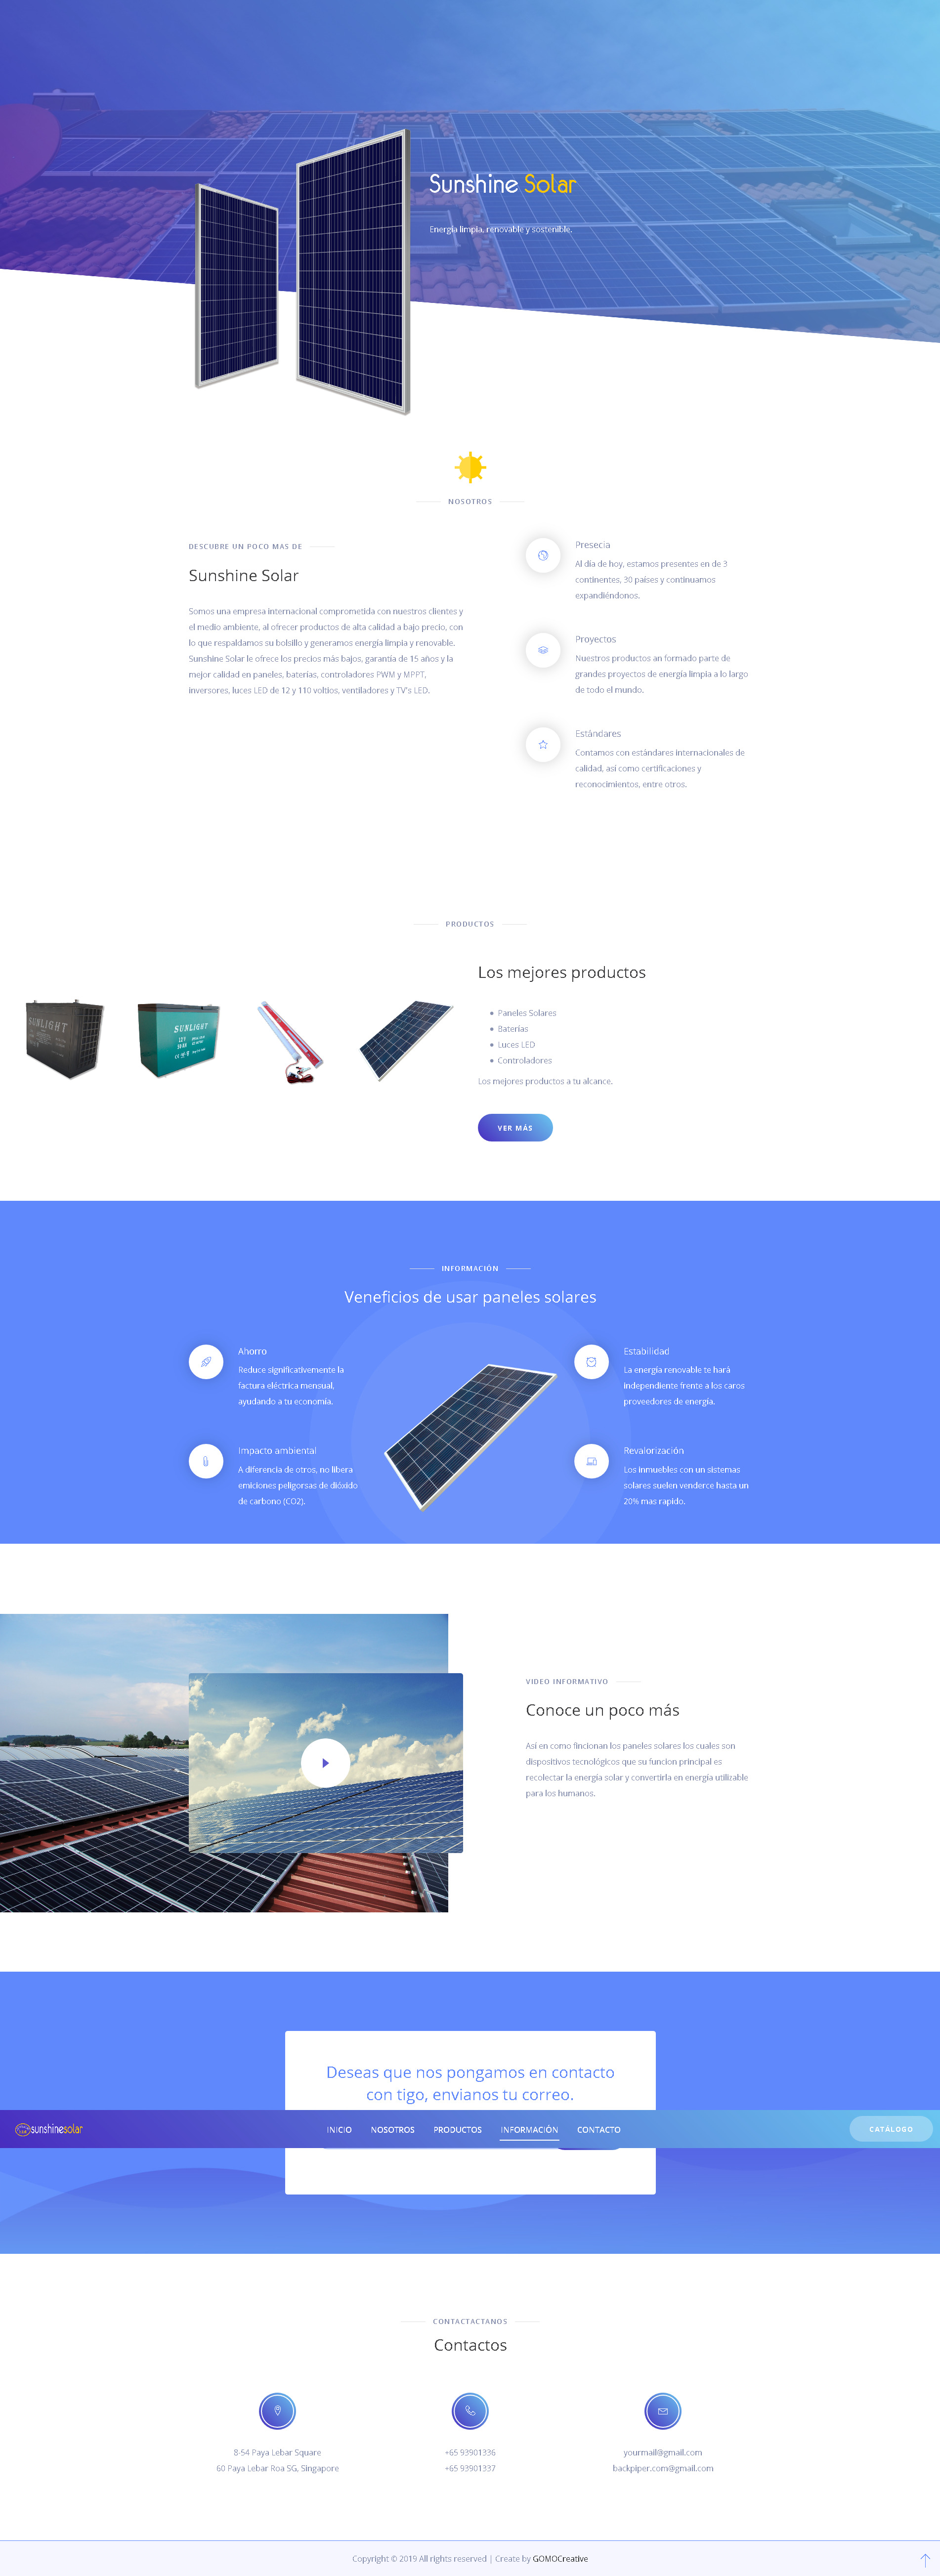 Sunshine Solar
Energía limpia, renovable y sostenible.
NOSOTROS
DESCUBRE UN POCO MAS DE
Sunshine Solar
Somos una empresa internacional comprometida con nuestros clientes y
el medio ambiente, al ofrecer productos de alta calidad a bajo precio, con
lo que respaldamos su bolsillo y generamos energía limpia y renovable.
Sunshine Solar le ofrece los precios más bajos, garantía de 15 años y la
mejor calidad en paneles, baterías, controladores PWM y MPPT,
inversores, luces LED de 12 y 110 voltios, ventiladores y TV's LED.
Presecia
Al día de hoy, estamos presentes en de 3
continentes, 30 países y continuamos
expandiéndonos.
Proyectos
Nuestros productos an formado parte de
grandes proyectos de energía limpia a lo largo
de todo el mundo.
Estándares
Contamos con estándares internacionales de
calidad, así como certificaciones y
reconocimientos, entre otros.
PRODUCTOS
SUNLIGHT
SUNLIGHT
Los mejores productos
Paneles Solares
Baterías
Luces LED
Controladores
Los mejores productos a tu alcance.
VER MÁS
INFORMACIÓN
Veneficios de usar paneles solares
Ahorro
Reduce significativemente la
factura eléctrica mensual,
ayudando a tu economía.
Impacto ambiental
A diferencia de otros, no libera
emiciones peligorsas de dióxido
de carbono (CO2).
Estabilidad
La energía renovable te hará
independiente frente a los caros
proveedores de energía.
Revalorización
Los inmuebles con un sistemas
solares suelen venderce hasta un
20% mas rapido.
VIDEO INFORMATIVO
Conoce un poco más
Así en como fincionan los paneles solares los cuales son
dispositivos tecnológicos que su funcion principal es
recolectar la energía solar y convertirla en energía utilizable
para los humanos.
Deseas que nos pongamos en contacto
con tigo, envianos tu correo.
sunshinesolar
INICIO
NOSOTROS
PRODUCTOS
INFORMACIÓN
CONTACTO
CATÁLOGO
CONTACTACTANOS
Contactos
8-54 Paya Lebar Square
60 Paya Lebar Roa SG, Singapore
+65 93901336
+65 93901337
yourmail@gmail.com
backpiper.com@gmail.com
Copyright © 2019 All rights reserved | Create by GOMOCreative